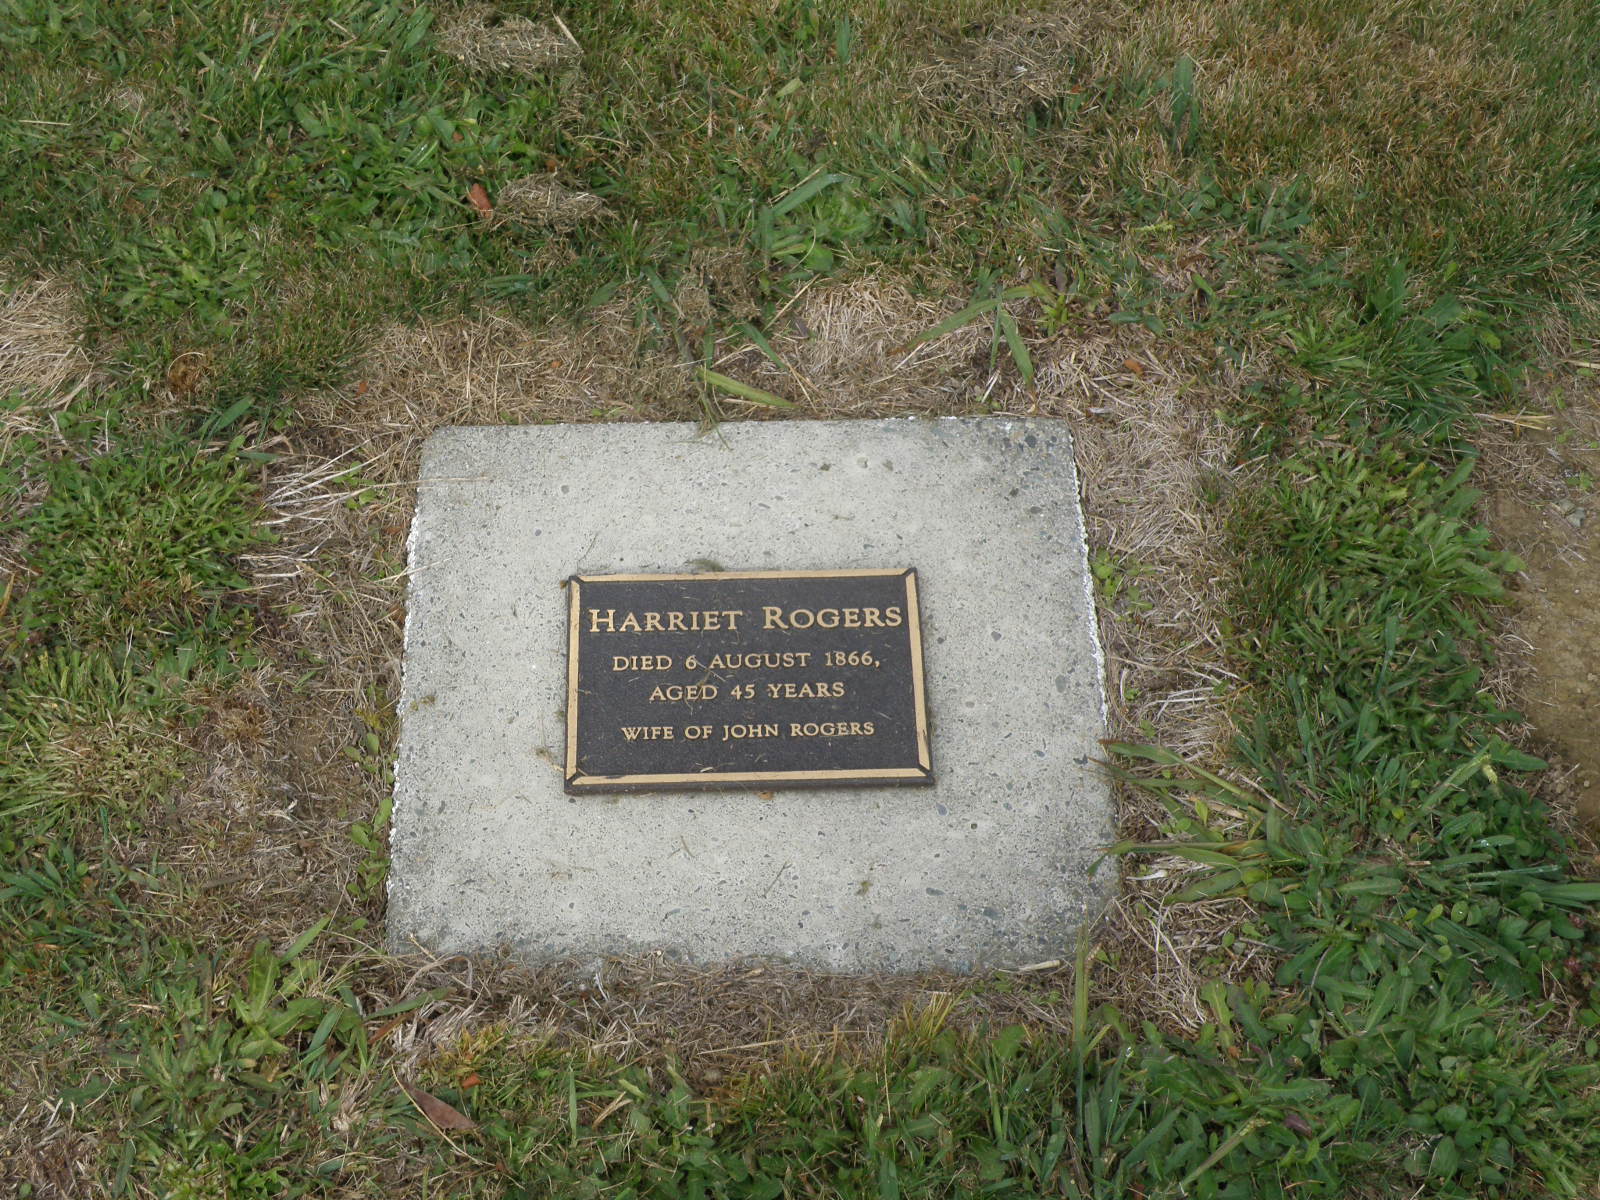 HARRIET ROGERS
DIED 6 AUGUST 1866,
AGED 45 YEARS
WIFE OF JOHN ROGERS